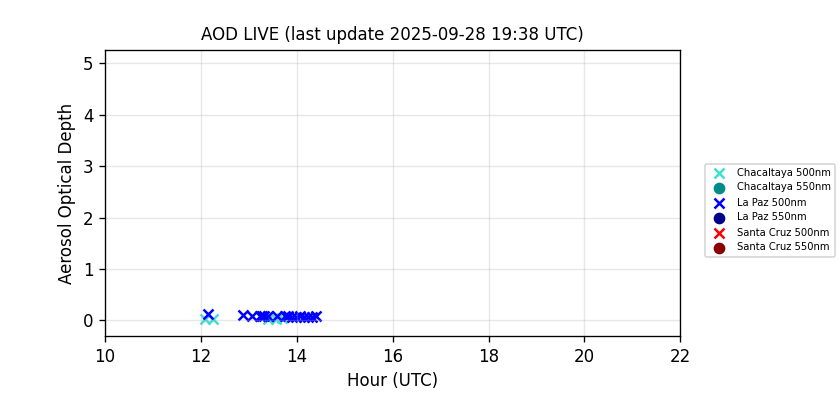 AOD LIVE (last update 2025-09-28 19:38 UTC)
Aerosol Optical Depth
5
4
3
2
1
0
10 12 14 16 18 20 22
Hour (UTC)
Chacaltaya 500nm
Chacaltaya 550nm
La Paz 500nm
La Paz 550nm
Santa Cruz 500nm
Santa Cruz 550nm